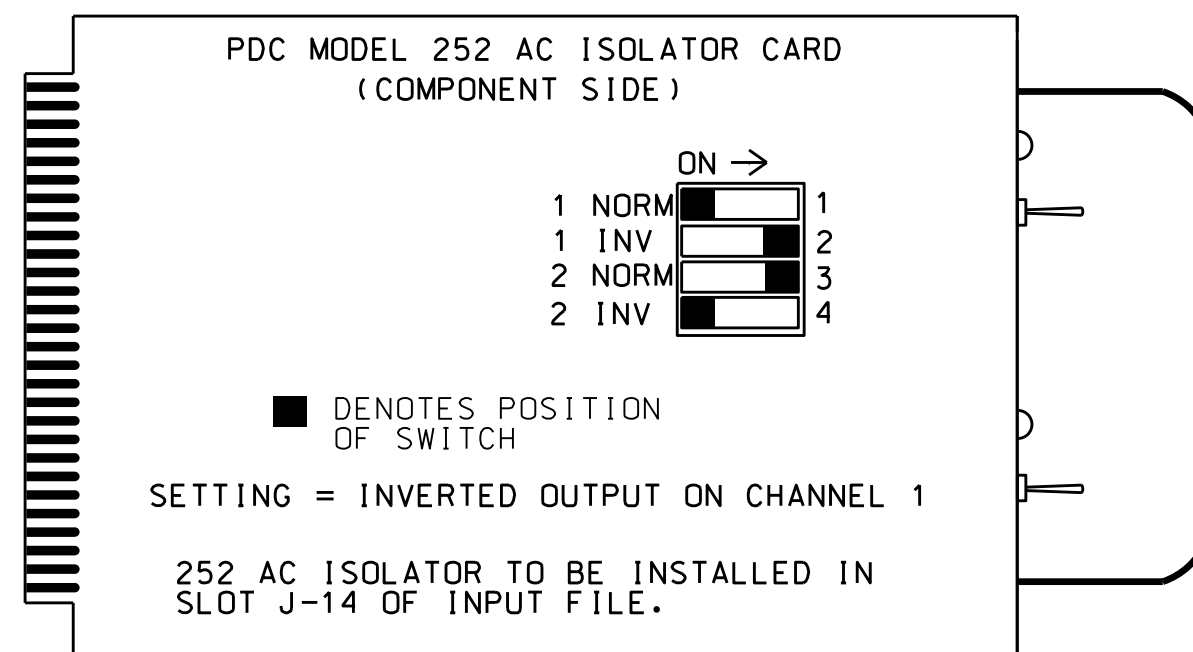 PDC MODEL 252 AC ISOLATOR CARD
(COMPONENT SIDE)
ON →
1 NORM 1
1 INV 2
2 NORM 3
2 INV 4
DENOTES POSITION
OF SWITCH
SETTING = INVERTED OUTPUT ON CHANNEL 1
252 AC ISOLATOR TO BE INSTALLED IN
SLOT J-14 OF INPUT FILE.